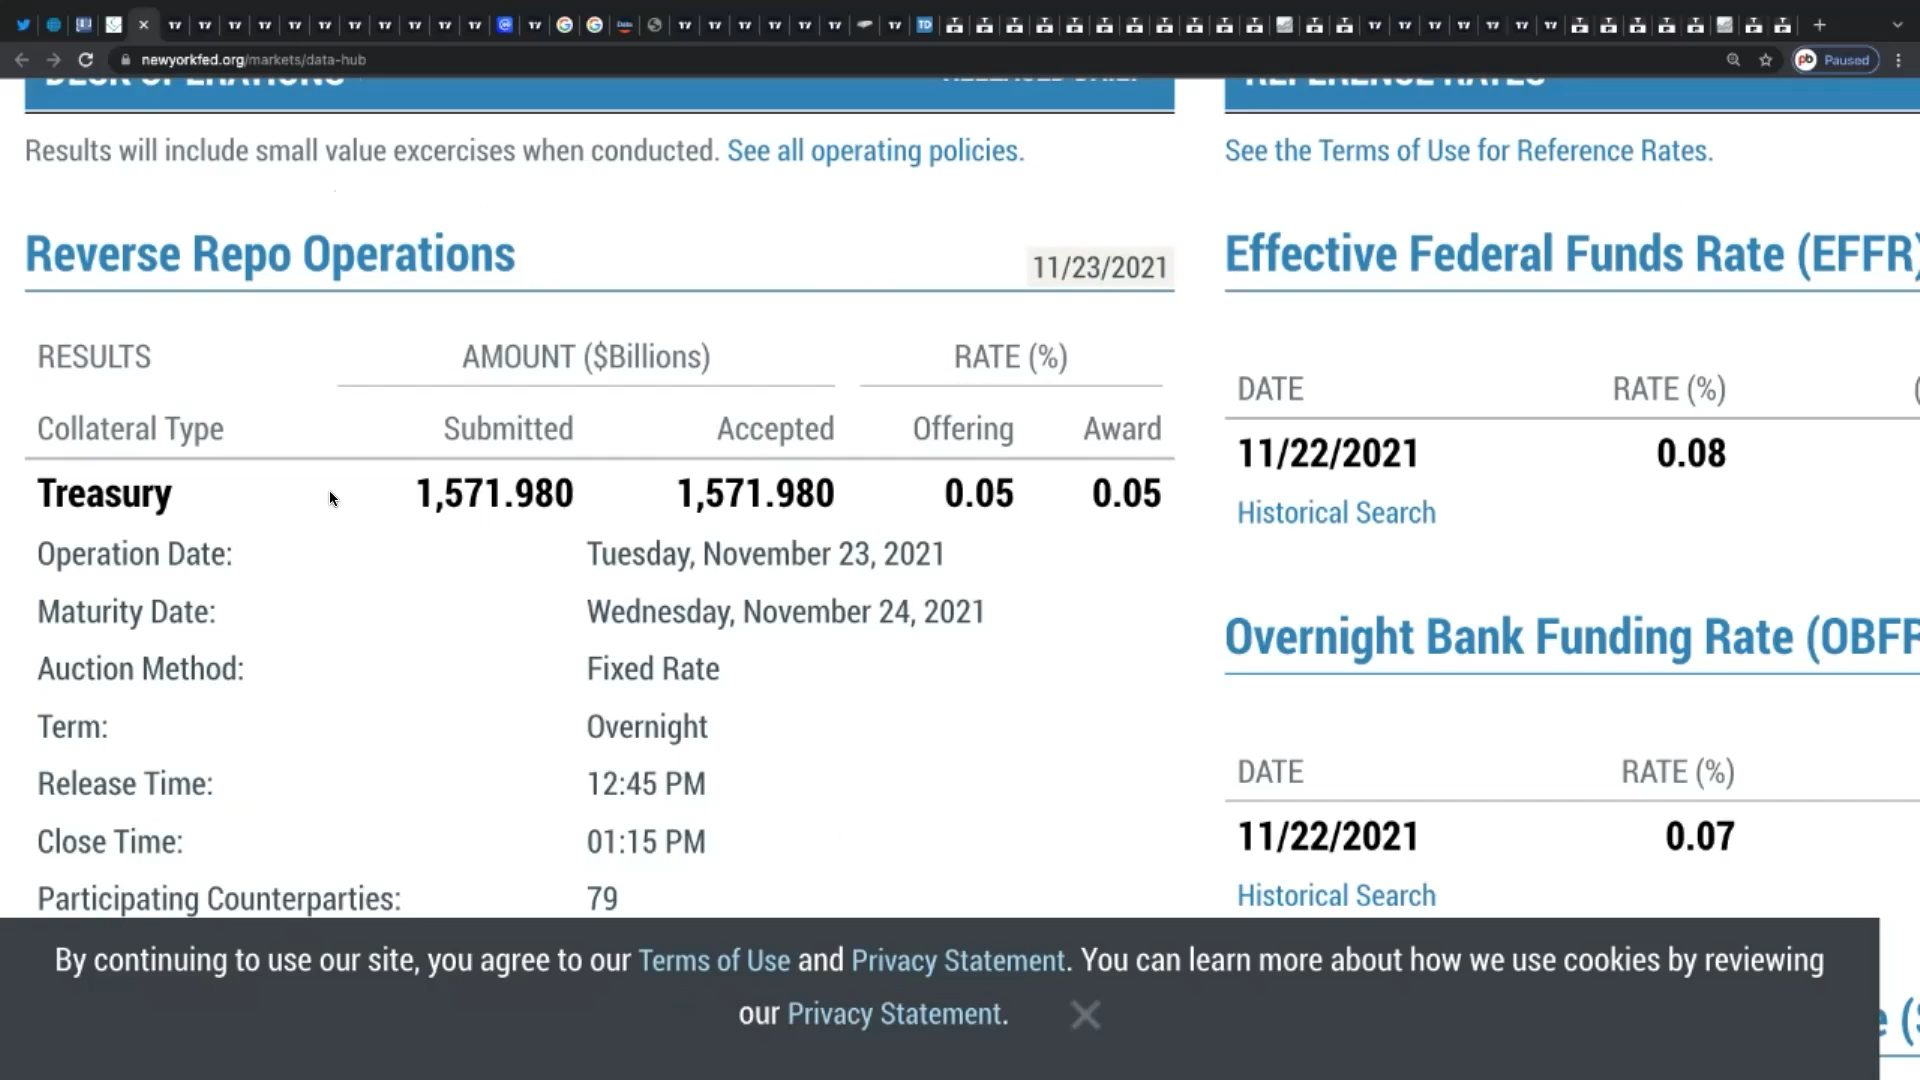 newyorkfed.org/markets/data-hub
Paused
DESK OPERATIONS
REFERENCE RATES
Results will include small value excercises when conducted. See all operating policies.
See the Terms of Use for Reference Rates.
Reverse Repo Operations
11/23/2021
RESULTS AMOUNT ($Billions) RATE (%)
Collateral Type Submitted Accepted Offering Award
Treasury 1,571.980 1,571.980 0.05 0.05
Operation Date: Tuesday, November 23, 2021
Maturity Date: Wednesday, November 24, 2021
Auction Method: Fixed Rate
Term: Overnight
Release Time: 12:45 PM
Close Time: 01:15 PM
Participating Counterparties: 79
Effective Federal Funds Rate (EFFR)
DATE RATE (%) (
11/22/2021 0.08
Historical Search
Overnight Bank Funding Rate (OBFR
DATE RATE (%)
11/22/2021 0.07
Historical Search
e (S
By continuing to use our site, you agree to our Terms of Use and Privacy Statement. You can learn more about how we use cookies by reviewing
our Privacy Statement.